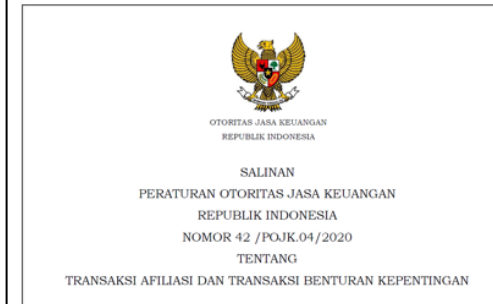 OTORITAS JASA KEUANGAN
REPUBLIK INDONESIA
SALINAN
PERATURAN OTORITAS JASA KEUANGAN
REPUBLIK INDONESIA
NOMOR 42 /POJK.04/2020
TENTANG
TRANSAKSI AFILIASI DAN TRANSAKSI BENTURAN KEPENTINGAN